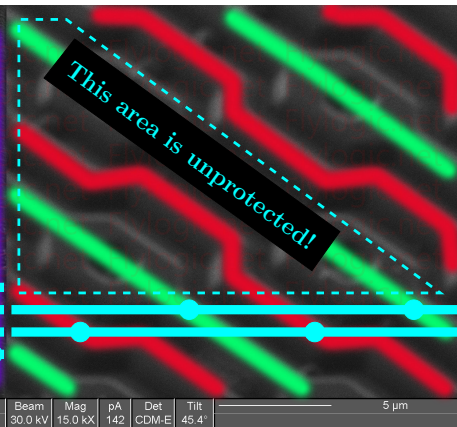 This area is unprotected!
Beam Mag pA Det Tilt 5 µm
30.0 kV 15.0 kX 142 CDM-E 45.4°